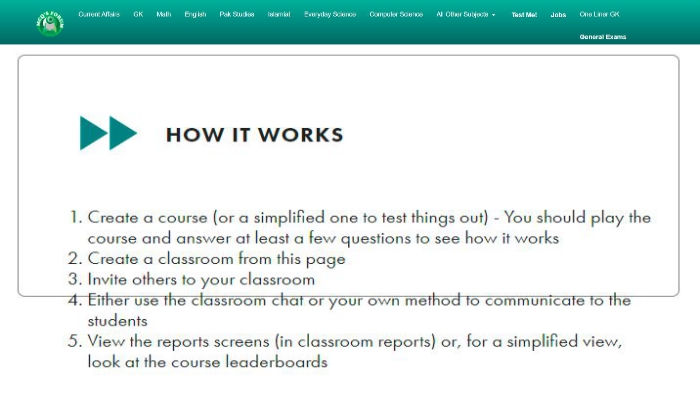 MCQ'S FORUM
Current Affairs GK Math English Pak Studies Islamiat Everyday Science Computer Science All Other Subjects Test Me! Jobs One Liner GK
General Exams
HOW IT WORKS
1. Create a course (or a simplified one to test things out) - You should play the
course and answer at least a few questions to see how it works
2. Create a classroom from this page
3. Invite others to your classroom
4. Either use the classroom chat or your own method to communicate to the
students
5. View the reports screens (in classroom reports) or, for a simplified view,
look at the course leaderboards